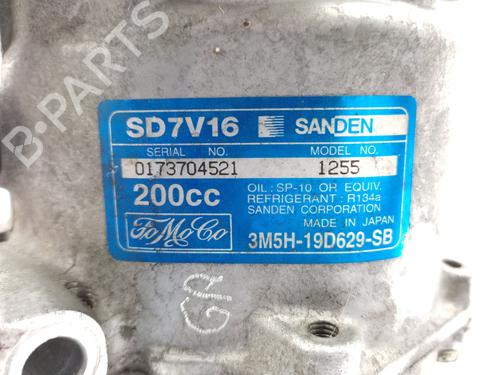 SD7V16 SANDEN
SERIAL NO. MODEL NO.
0173704521 1255
200cc OIL : SP-10 OR EQUIV.
REFRIGERANT : R134a
SANDEN CORPORATION
MADE IN JAPAN
FoMoCo 3M5H-19D629-SB
B-PARTS